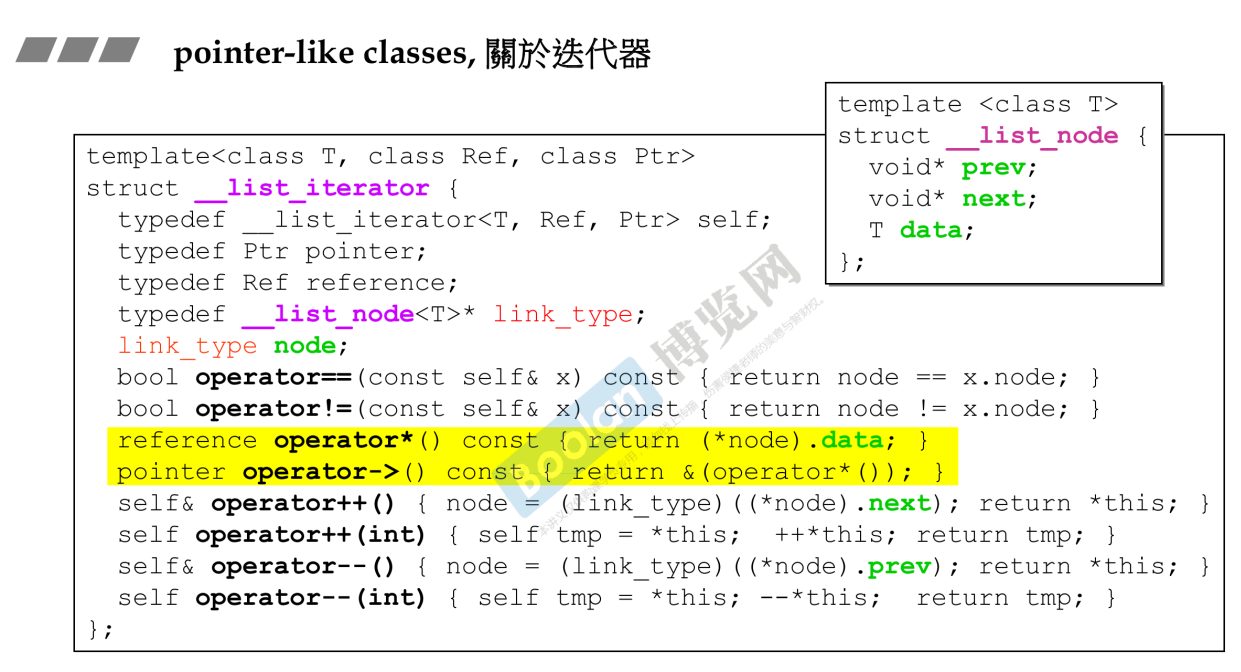 pointer-like classes, 關於迭代器
template <class T>
struct __list_node {
void* prev;
void* next;
T data;
};
template<class T, class Ref, class Ptr>
struct __list_iterator {
typedef __list_iterator<T, Ref, Ptr> self;
typedef Ptr pointer;
typedef Ref reference;
typedef __list_node<T>* link_type;
link_type node;
bool operator==(const self& x) const { return node == x.node; }
bool operator!=(const self& x) const { return node != x.node; }
reference operator*() const { return (*node).data; }
pointer operator->() const { return &(operator*()); }
self& operator++() { node = (link_type)((*node).next); return *this; }
self operator++(int) { self tmp = *this; ++*this; return tmp; }
self& operator--() { node = (link_type)((*node).prev); return *this; }
self operator--(int) { self tmp = *this; --*this; return tmp; }
};
Boolan 博览网